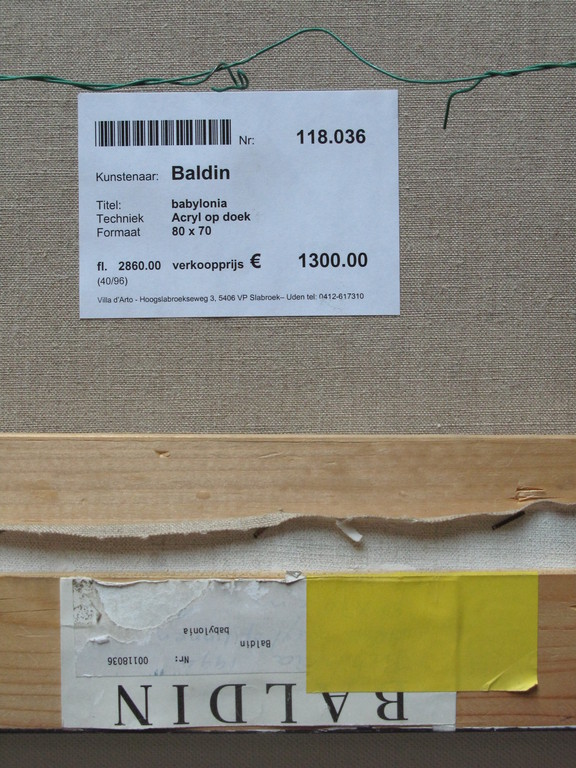 Nr: 118.036
Kunstenaar: Baldin
Titel: babylonia
Techniek Acryl op doek
Formaat 80 x 70
fl. 2860.00 verkoopprijs € 1300.00
(40/96)
Villa d'Arto - Hoogslabroekseweg 3, 5406 VP Slabroek– Uden tel: 0412-617310
BALDIN
Nr: 00118036
Baldin
babylonia